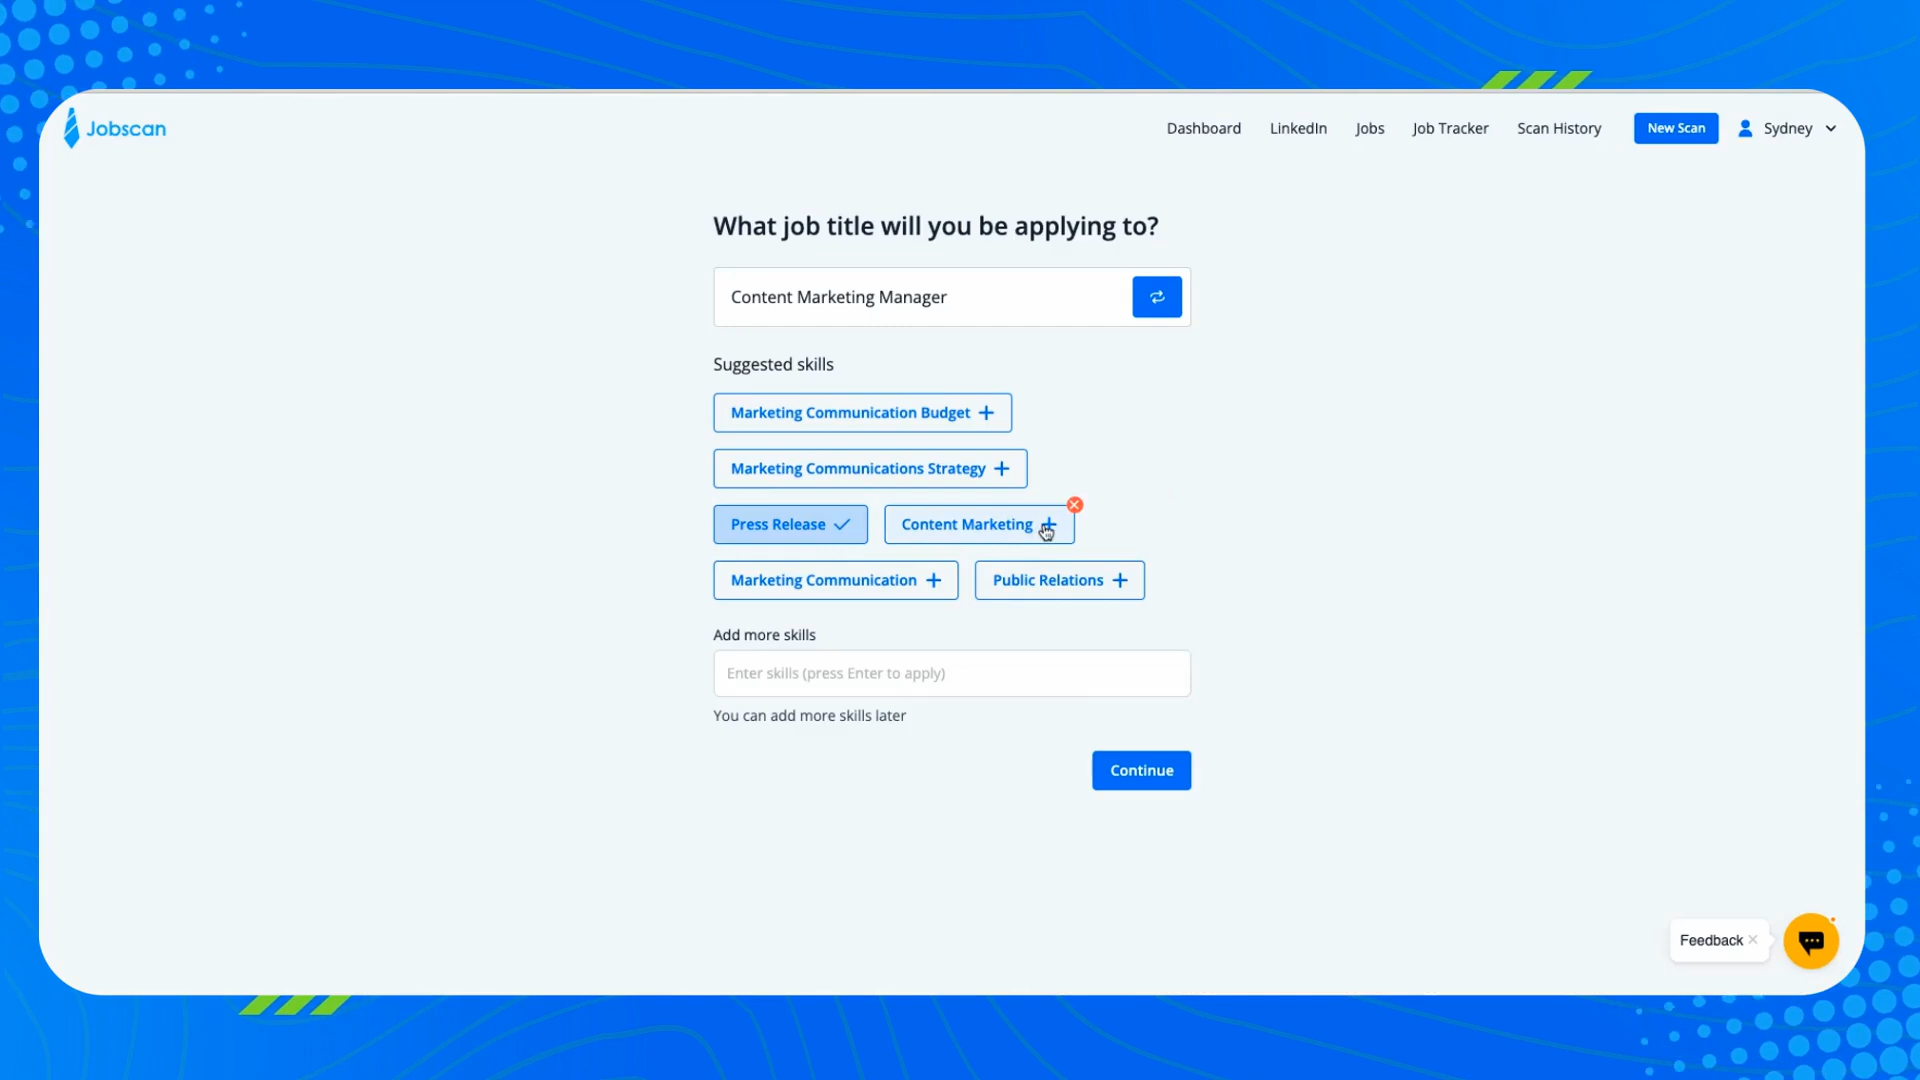 Jobscan
Dashboard LinkedIn Jobs Job Tracker Scan History New Scan Sydney
What job title will you be applying to?
Content Marketing Manager
Suggested skills
Marketing Communication Budget
Marketing Communications Strategy
Press Release Content Marketing
Marketing Communication Public Relations
Add more skills
Enter skills (press Enter to apply)
You can add more skills later
Continue
Feedback